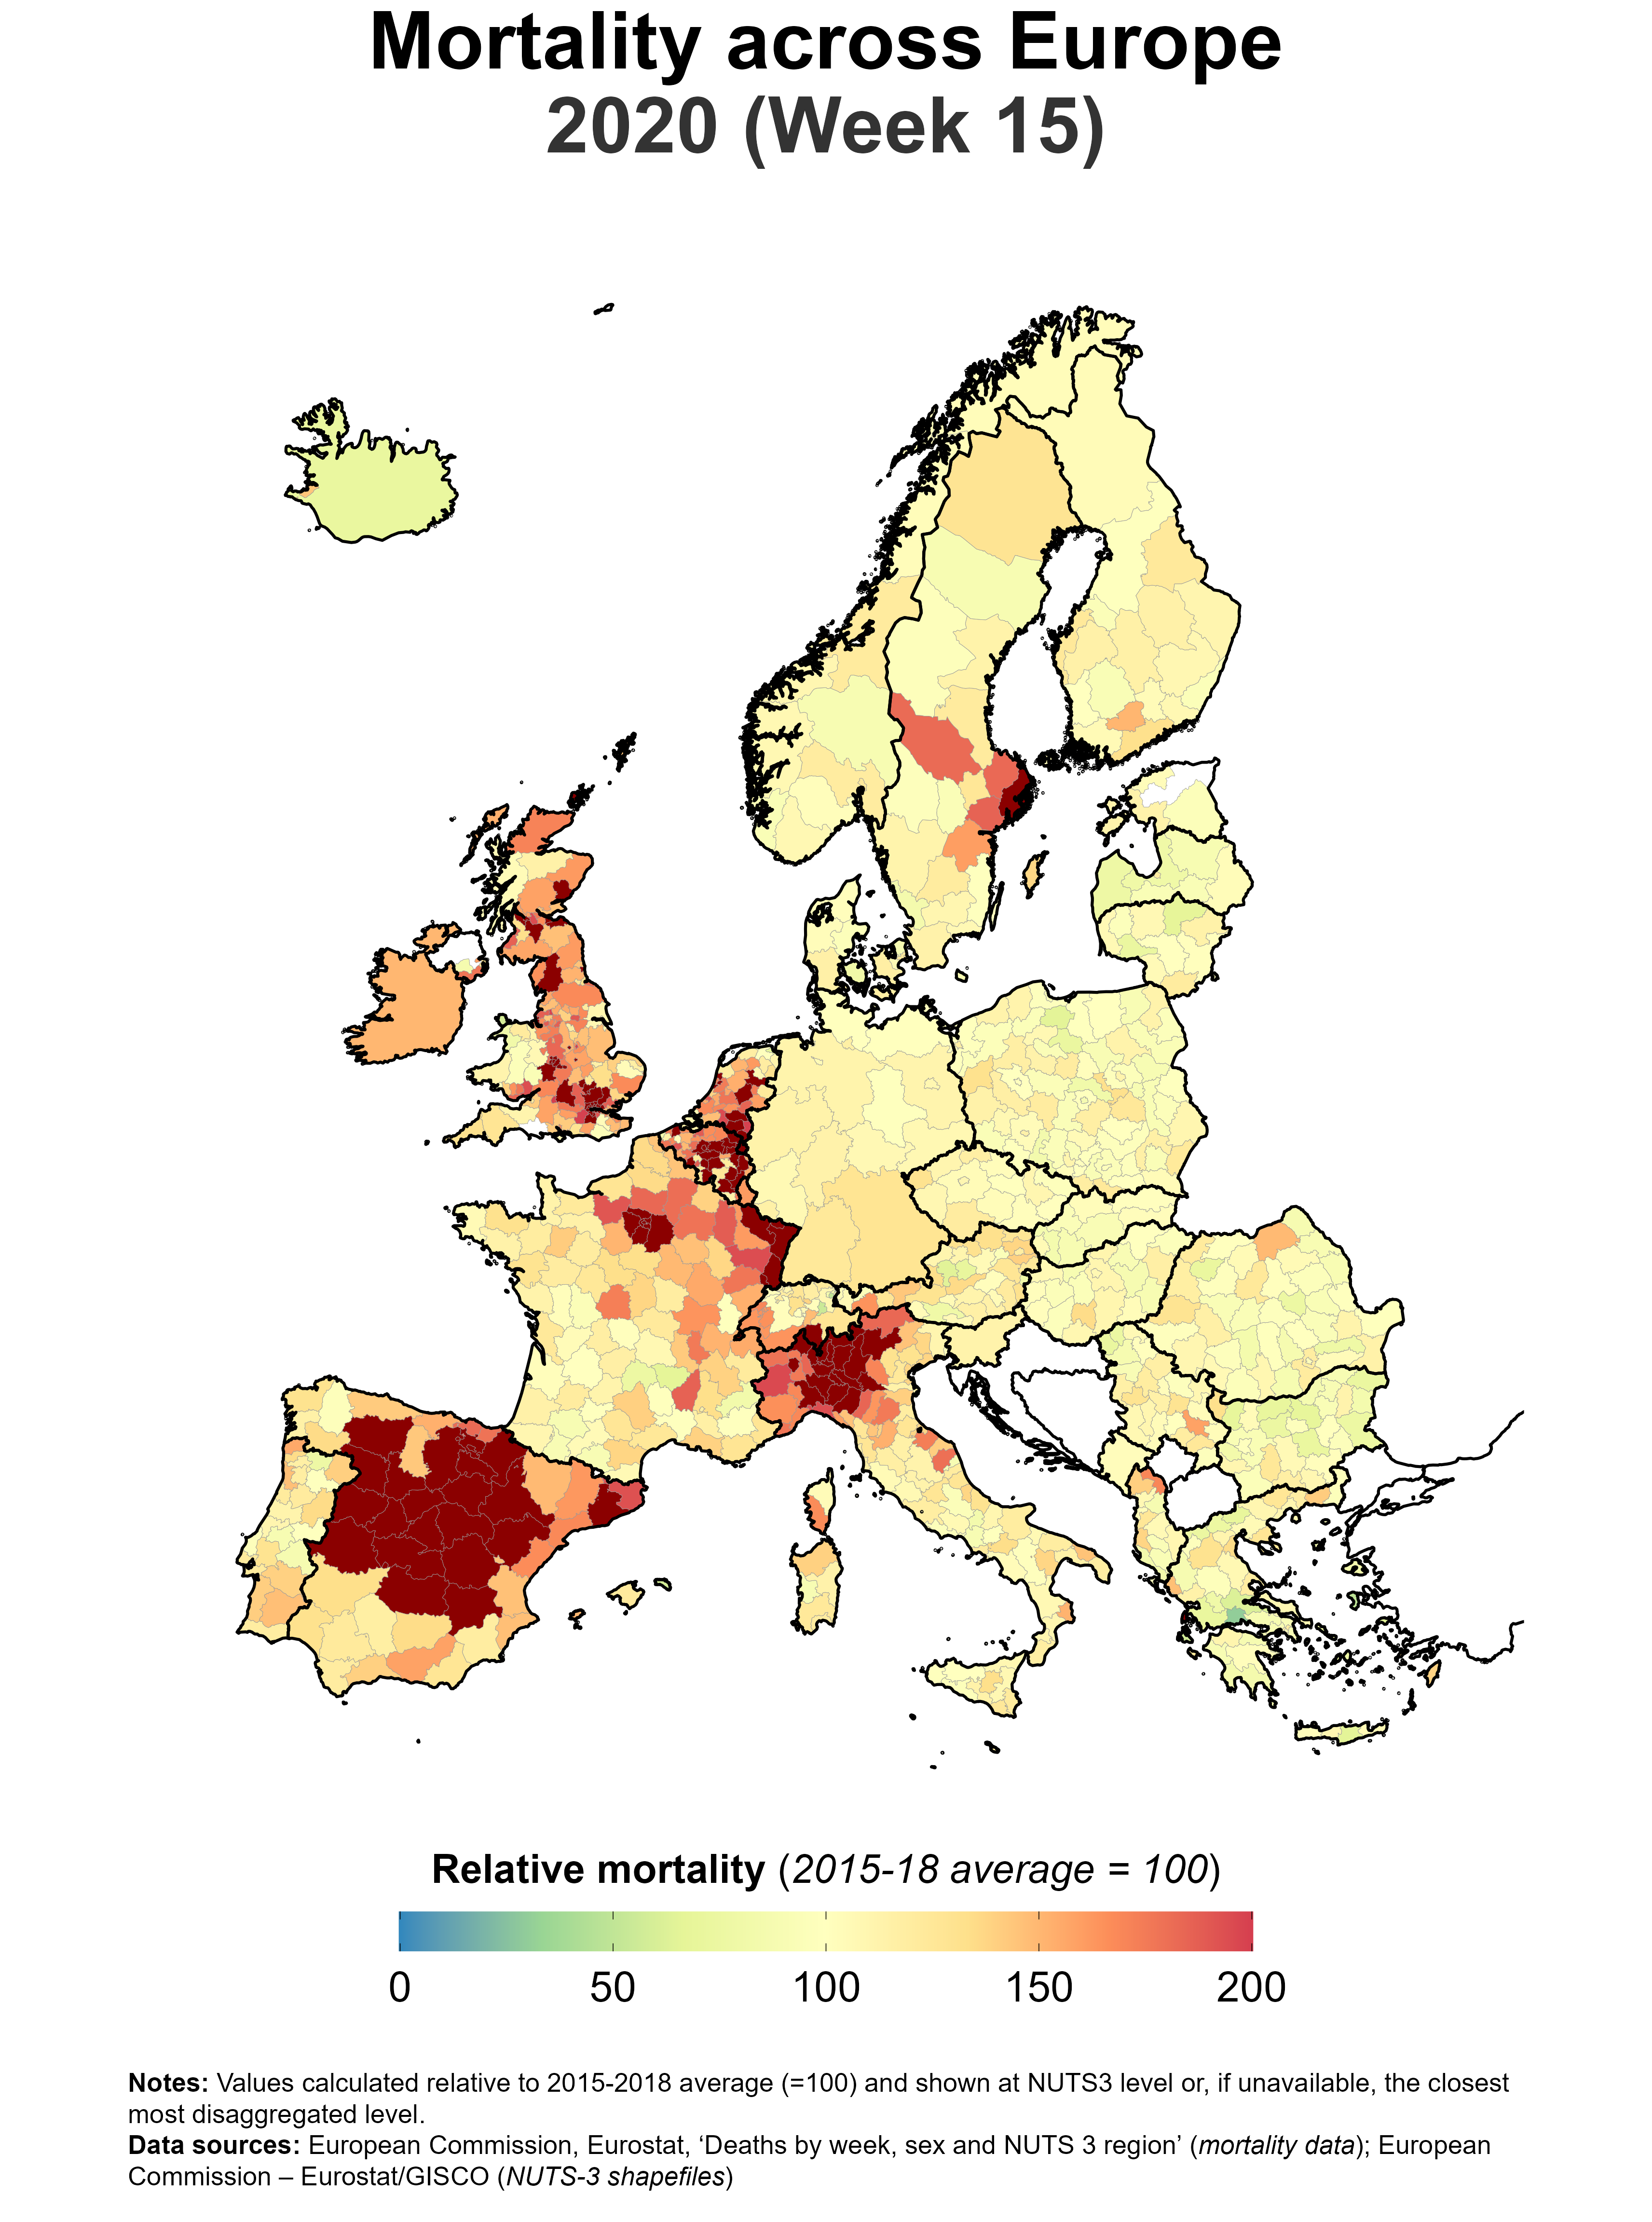 Mortality across Europe
2020 (Week 15)
Relative mortality (2015-18 average = 100)
0 50 100 150 200
Notes: Values calculated relative to 2015-2018 average (=100) and shown at NUTS3 level or, if unavailable, the closest
most disaggregated level.
Data sources: European Commission, Eurostat, ‘Deaths by week, sex and NUTS 3 region’ (mortality data); European
Commission – Eurostat/GISCO (NUTS-3 shapefiles)